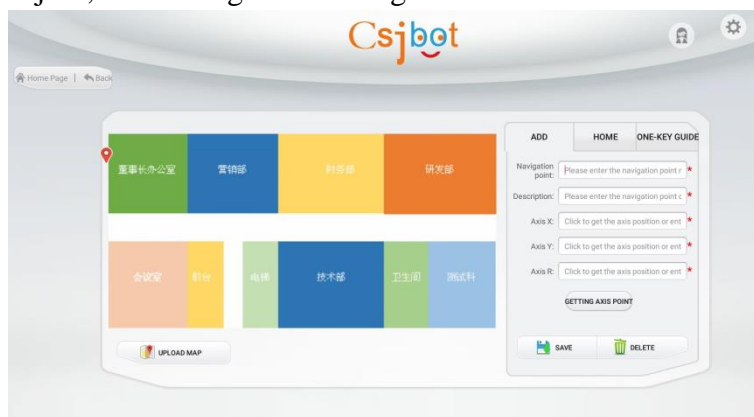 Csjbot
Home Page | Back
董事长办公室 营销部 财务部 研发部
会议室 前台 电梯 技术部 卫生间 测试科
UPLOAD MAP
ADD HOME ONE-KEY GUIDE
Navigation point: Please enter the navigation point r *
Description: Please enter the navigation point c *
Axis X: Click to get the axis position or ent *
Axis Y: Click to get the axis position or ent *
Axis R: Click to get the axis position or ent *
GETTING AXIS POINT
SAVE DELETE